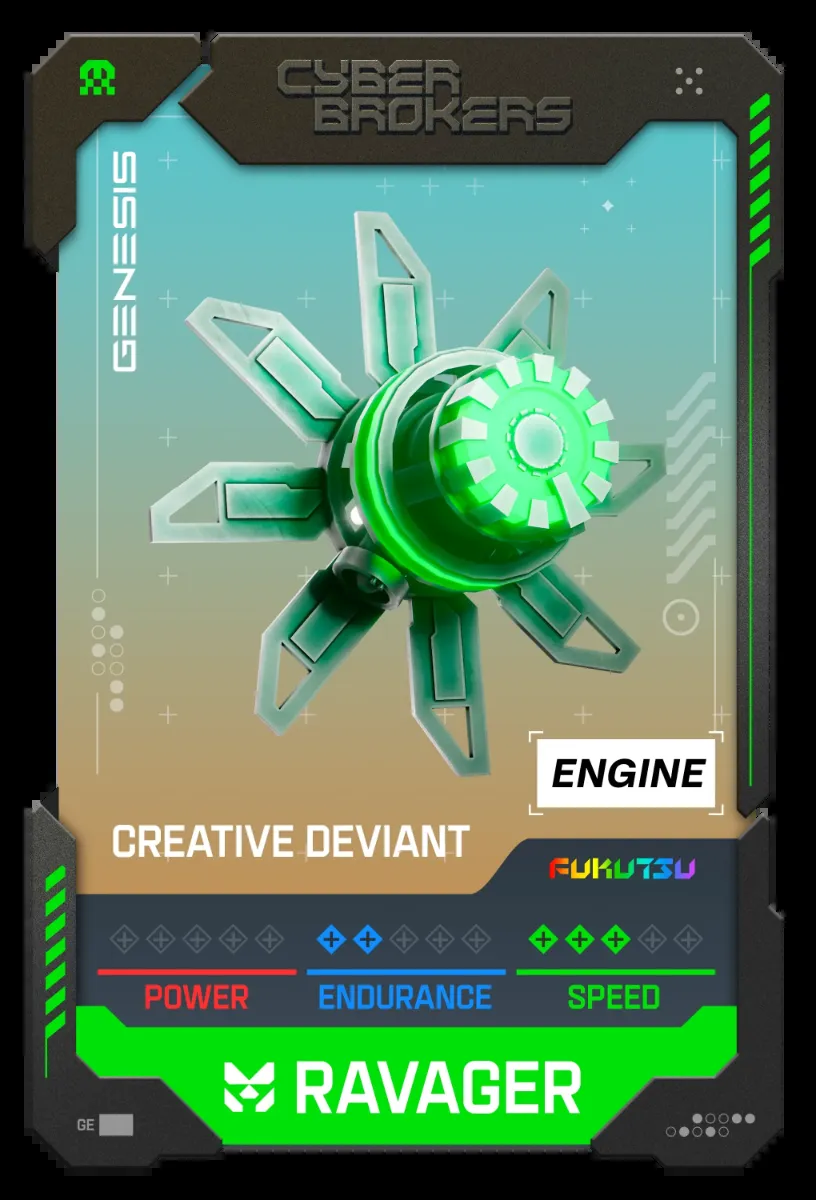 CYBER
BROKERS
GENESIS
ENGINE
CREATIVE DEVIANT
FUKUTSU
POWER
ENDURANCE
SPEED
RAVAGER
GE